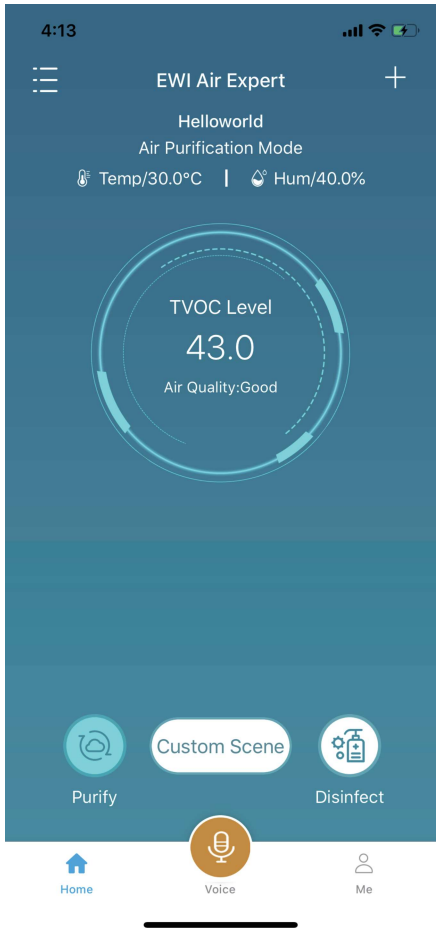 4:13
EWI Air Expert
Helloworld
Air Purification Mode
Temp/30.0°C | Hum/40.0%
TVOC Level
43.0
Air Quality:Good
Custom Scene
Purify
Disinfect
Home
Voice
Me